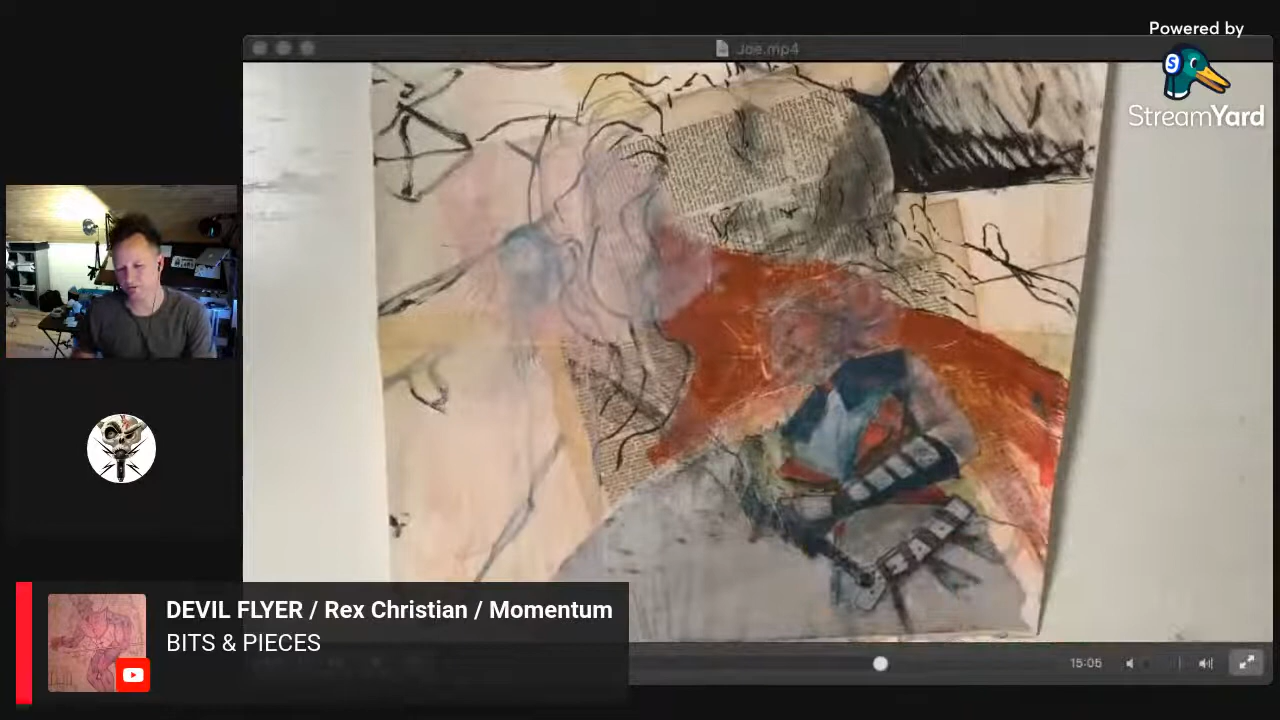 Powered by
Joe.mp4
StreamYard
DEVIL FLYER / Rex Christian / Momentum
BITS & PIECES
15:05